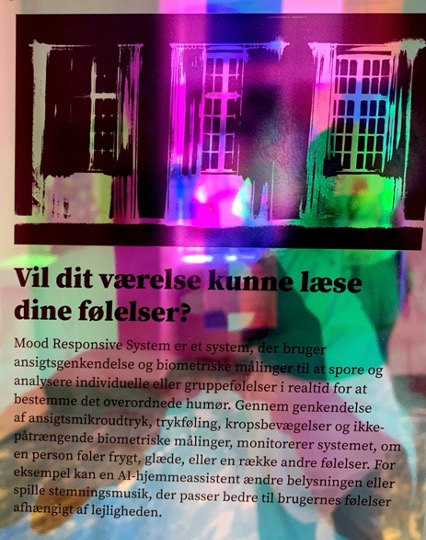 Vil dit værelse kunne læse
dine følelser?
Mood Responsive System er et system, der bruger
ansigtsgenkendelse og biometriske målinger til at spore og
analysere individuelle eller gruppefølelser i realtid for at
bestemme det overordnede humør. Gennem genkendelse
af ansigtsmikroudtryk, trykføling, kropsbevægelser og ikke-
påtrængende biometriske målinger, monitorerer systemet, om
en person føler frygt, glæde, eller en række andre følelser. For
eksempel kan en AI-hjemmeassistent ændre belysningen eller
spille stemningsmusik, der passer bedre til brugernes følelser
afhængigt af lejligheden.